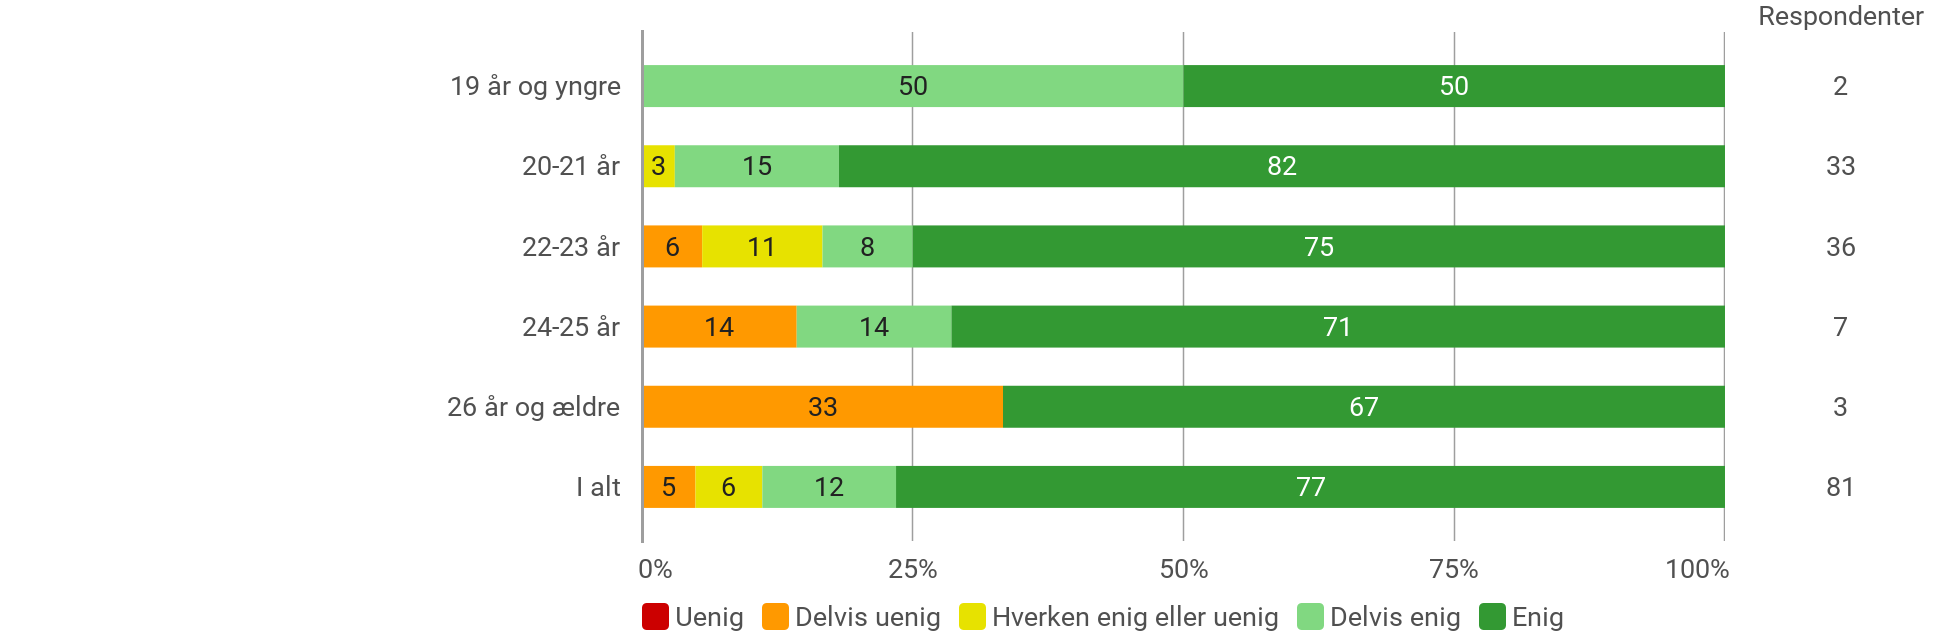 Respondenter
19 år og yngre 50 50 2
20-21 år 3 15 82 33
22-23 år 6 11 8 75 36
24-25 år 14 14 71 7
26 år og ældre 33 67 3
I alt 5 6 12 77 81
0% 25% 50% 75% 100%
Uenig Delvis uenig Hverken enig eller uenig Delvis enig Enig